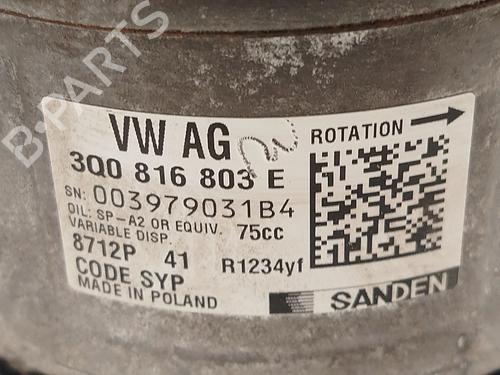 B-PARTS
VW AG
ROTATION
3Q0 816 803 E
SN: 003979031B4
OIL: SP-A2 OR EQUIV. 75cc
VARIABLE DISP.
8712P 41 R1234yf
CODE SYP
MADE IN POLAND
SANDEN